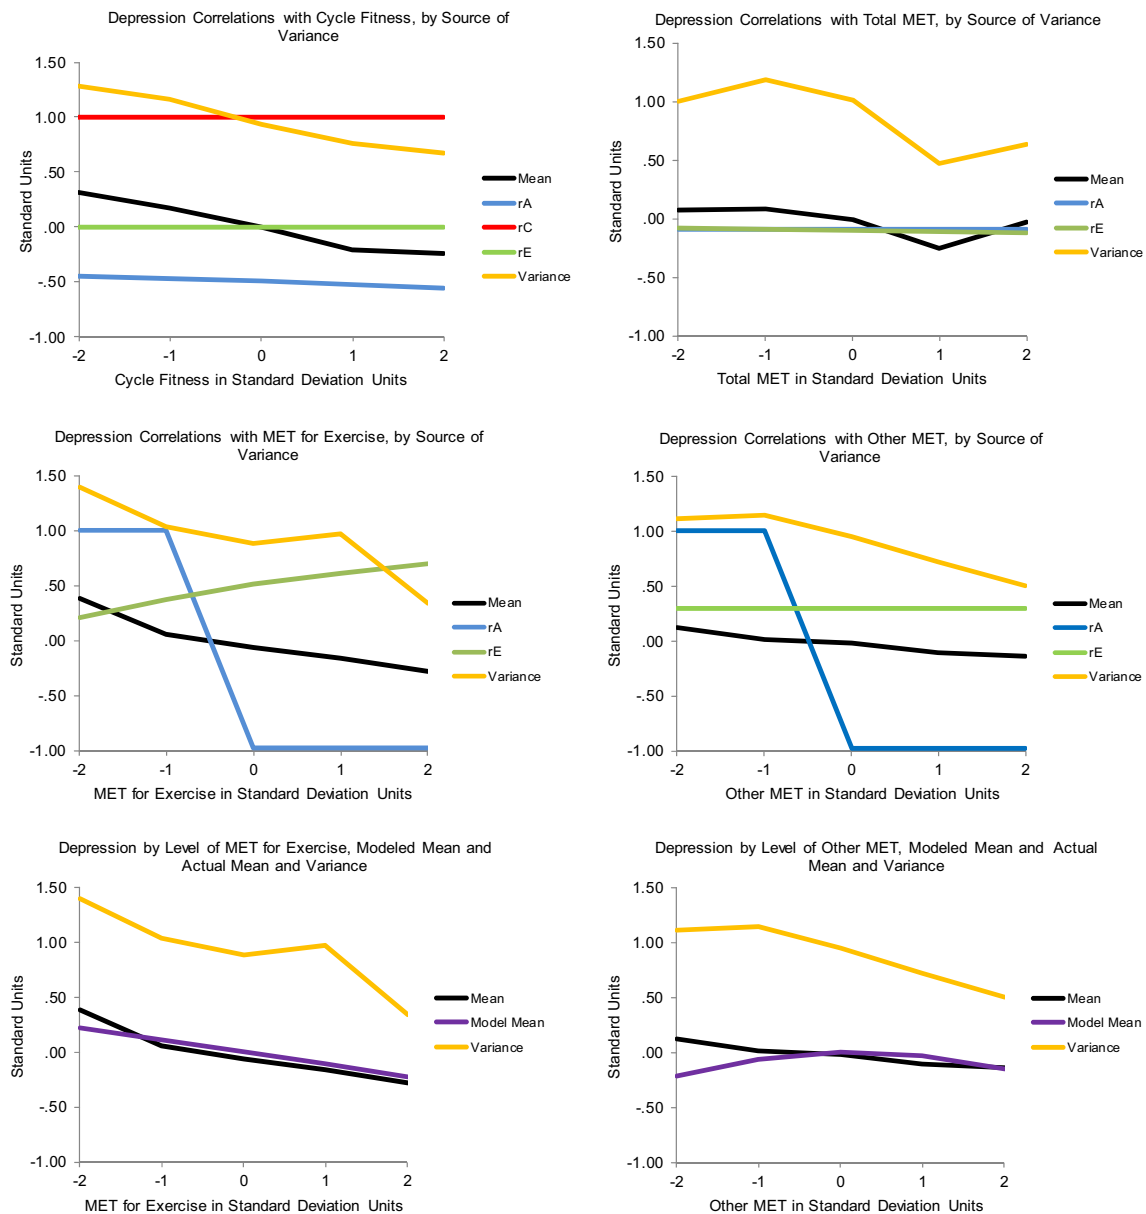 Depression Correlations with Cycle Fitness, by Source of
Variance
1.50
1.00
.50
.00
-.50
-1.00
Standard Units
-2 -1 0 1 2
Cycle Fitness in Standard Deviation Units
Mean
rA
rC
rE
Variance
Depression Correlations with Total MET, by Source of Variance
1.50
1.00
.50
.00
-.50
-1.00
Standard Units
-2 -1 0 1 2
Total MET in Standard Deviation Units
Mean
rA
rE
Variance
Depression Correlations with MET for Exercise, by Source of
Variance
1.50
1.00
.50
.00
-.50
-1.00
Standard Units
-2 -1 0 1 2
MET for Exercise in Standard Deviation Units
Mean
rA
rE
Variance
Depression Correlations with Other MET, by Source of
Variance
1.50
1.00
.50
.00
-.50
-1.00
Standard Units
-2 -1 0 1 2
Other MET in Standard Deviation Units
Mean
rA
rE
Variance
Depression by Level of MET for Exercise, Modeled Mean and
Actual Mean and Variance
1.50
1.00
.50
.00
-.50
-1.00
Standard Units
-2 -1 0 1 2
MET for Exercise in Standard Deviation Units
Mean
Model Mean
Variance
Depression by Level of Other MET, Modeled Mean and Actual
Mean and Variance
1.50
1.00
.50
.00
-.50
-1.00
Standard Units
-2 -1 0 1 2
Other MET in Standard Deviation Units
Mean
Model Mean
Variance